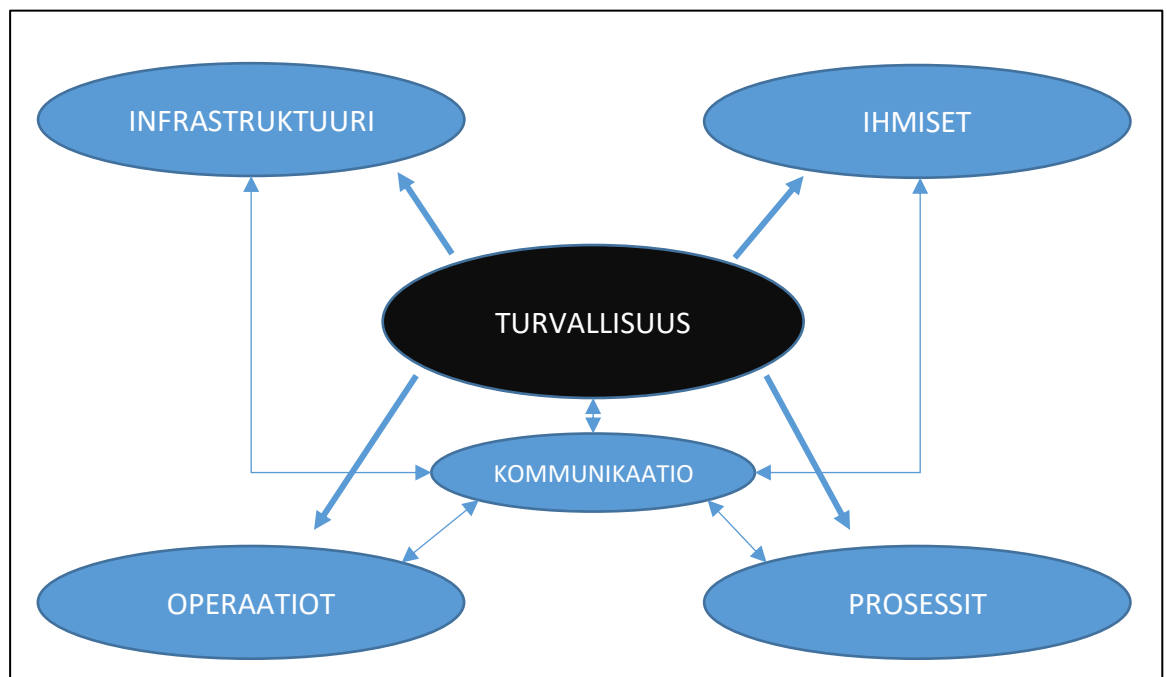 INFRASTRUKTUURI
IHMISET
TURVALLISUUS
KOMMUNIKAATIO
OPERAATIOT
PROSESSIT